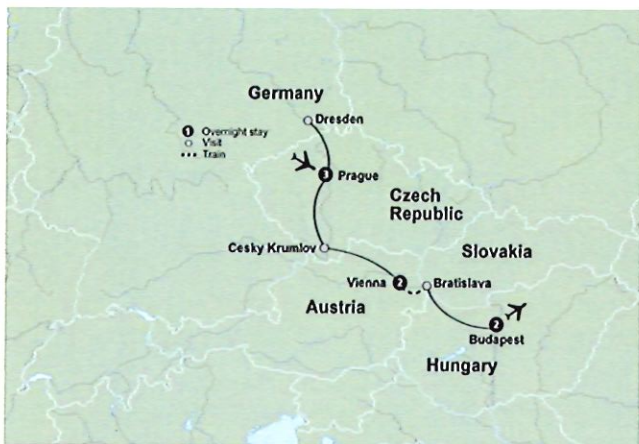 Germany
Dresden
1 Overnight stay
Visit
Train
3 Prague
Czech
Republic
Cesky Krumlov
Slovakia
Vienna 2
Bratislava
Austria
2
Budapest
Hungary